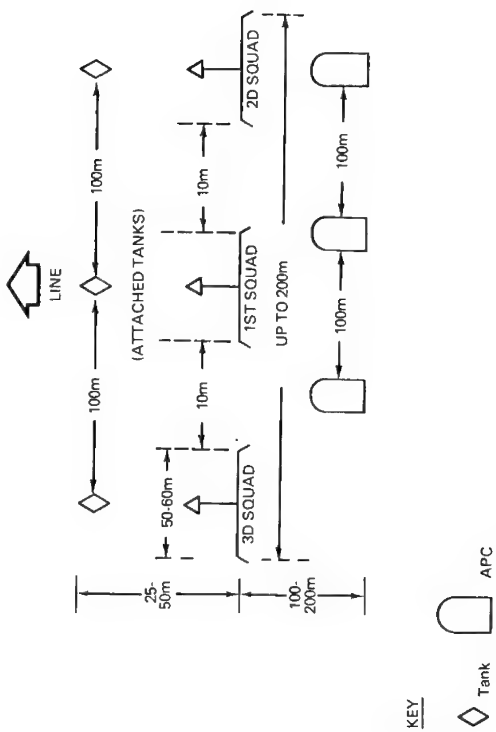 LINE
100m
100m
(ATTACHED TANKS)
25-
50m
50-60m
10m
10m
3D SQUAD
1ST SQUAD
2D SQUAD
UP TO 200m
100-
200m
100m
100m
KEY
Tank
APC